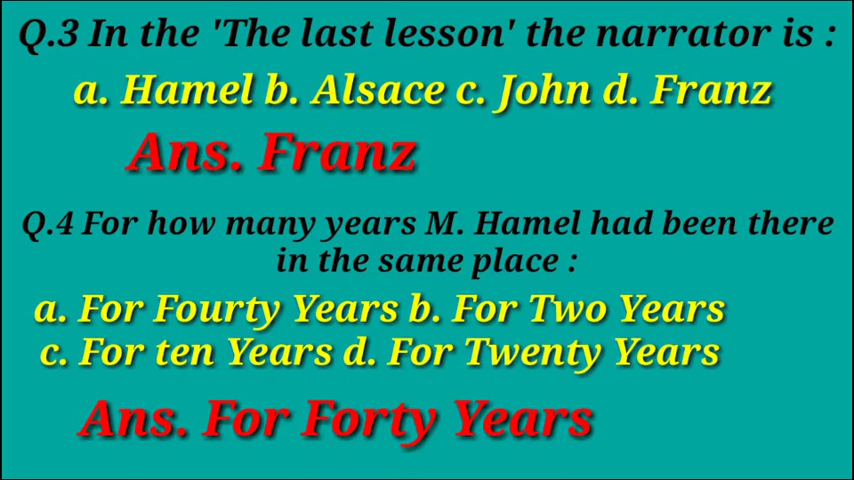 Q.3 In the 'The last lesson' the narrator is :
a. Hamel b. Alsace c. John d. Franz
Ans. Franz
Q.4 For how many years M. Hamel had been there
in the same place :
a. For Fourty Years b. For Two Years
c. For ten Years d. For Twenty Years
Ans. For Forty Years